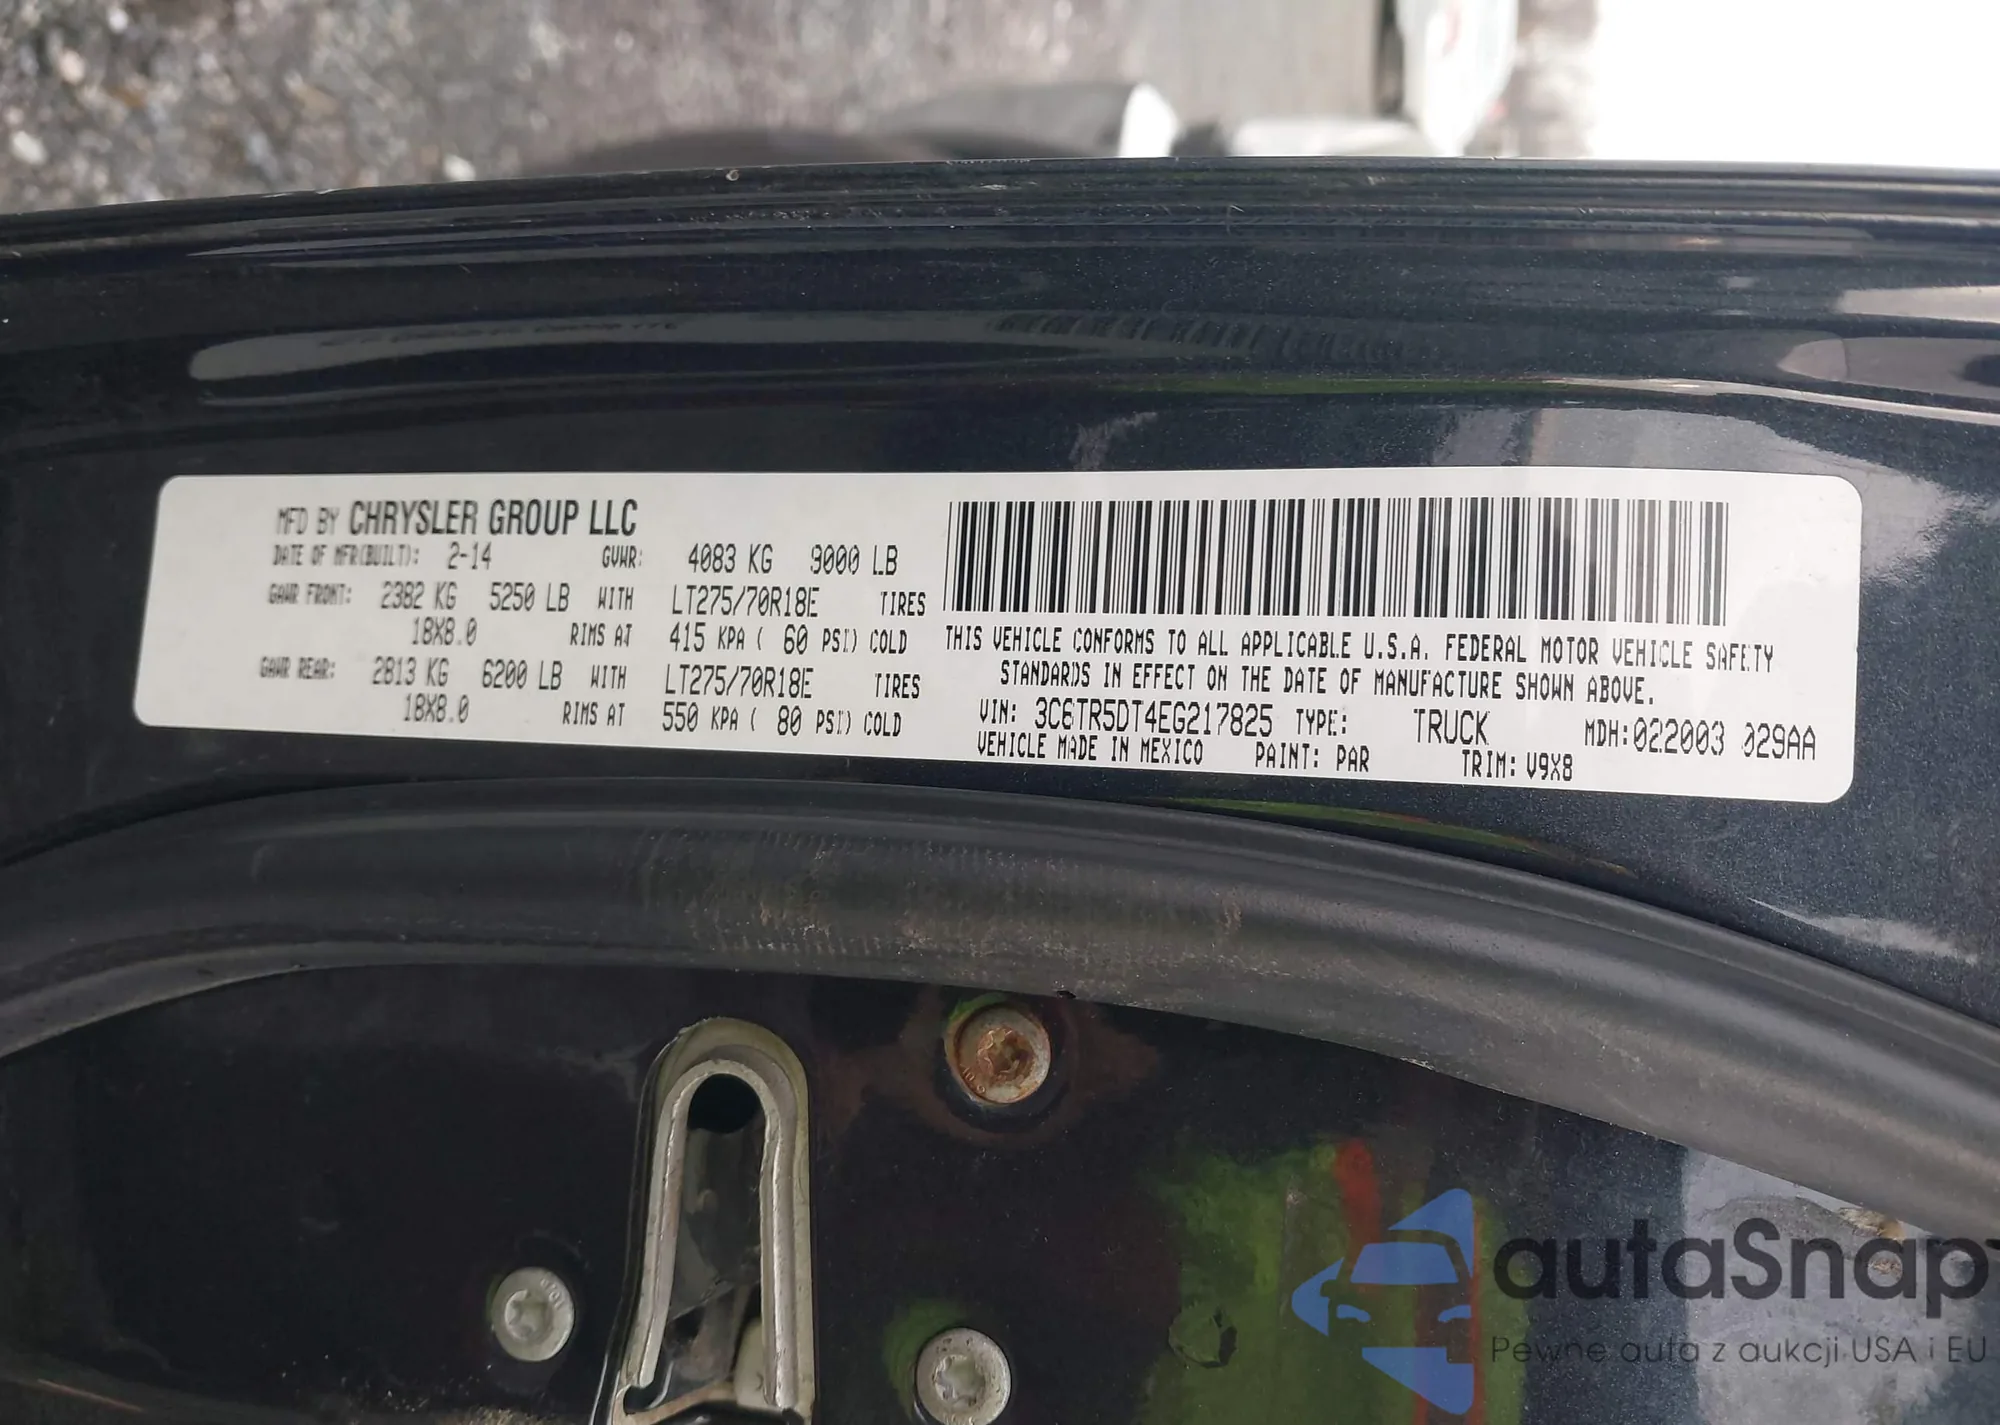 MFD BY CHRYSLER GROUP LLC
DATE OF MFR(BUILT): 2-14 GVWR: 4083 KG 9000 LB
GAWR FRONT: 2382 KG 5250 LB WITH LT275/70R18E TIRES
18X8.0 RIMS AT 415 KPA ( 60 PSI) COLD
GAWR REAR: 2813 KG 6200 LB WITH LT275/70R18E TIRES
18X8.0 RIMS AT 550 KPA ( 80 PSI) COLD
THIS VEHICLE CONFORMS TO ALL APPLICABLE U.S.A. FEDERAL MOTOR VEHICLE SAFETY
STANDARDS IN EFFECT ON THE DATE OF MANUFACTURE SHOWN ABOVE.
VIN: 3C6TR5DT4EG217825 TYPE: TRUCK MDH:022003 029AA
VEHICLE MADE IN MEXICO PAINT: PAR TRIM: V9X8
autaSnap
Pewne auta z aukcji USA i EU